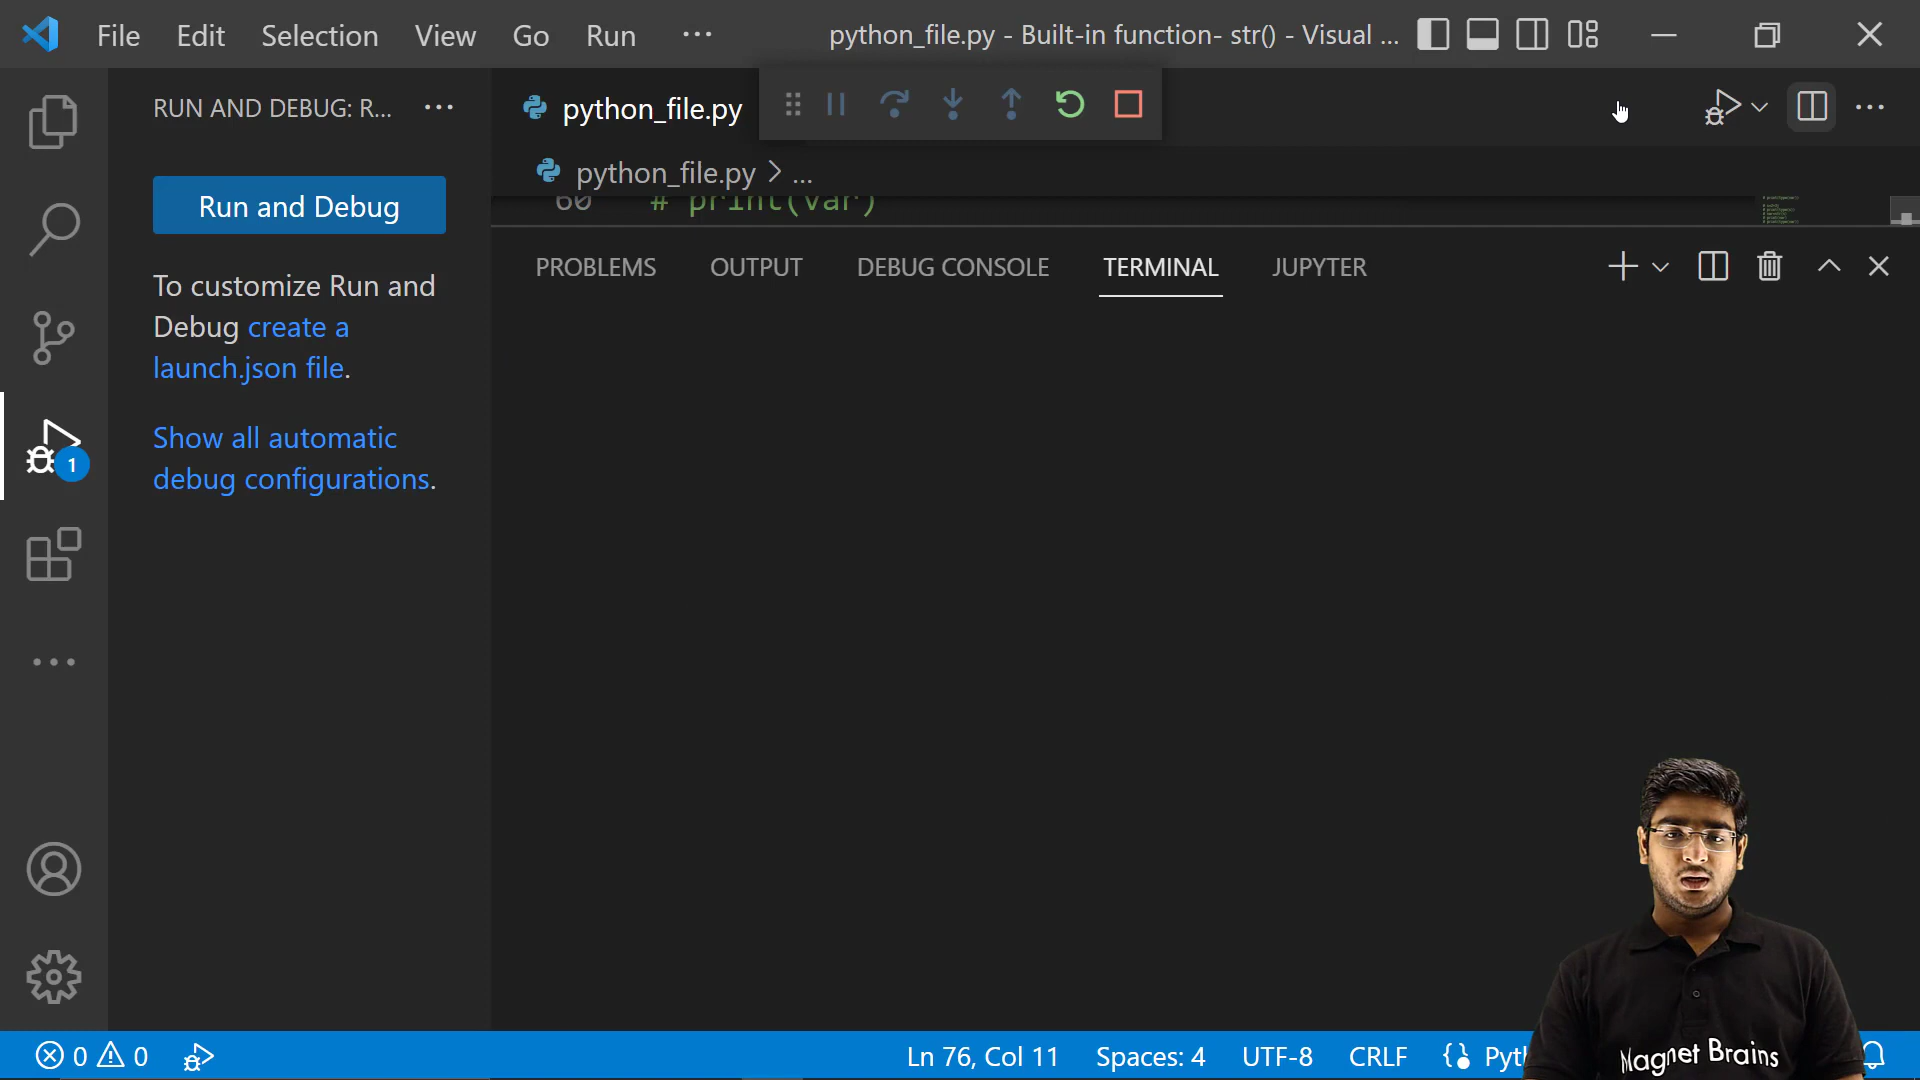 File Edit Selection View Go Run ...
python_file.py - Built-in function- str() - Visual ...
RUN AND DEBUG: R... ...
python_file.py
python_file.py > ...
60 # print(var)
Run and Debug
To customize Run and
Debug create a
launch.json file.
Show all automatic
debug configurations.
PROBLEMS OUTPUT DEBUG CONSOLE TERMINAL JUPYTER
1
0 0
Ln 76, Col 11 Spaces: 4 UTF-8 CRLF
Magnet Brains